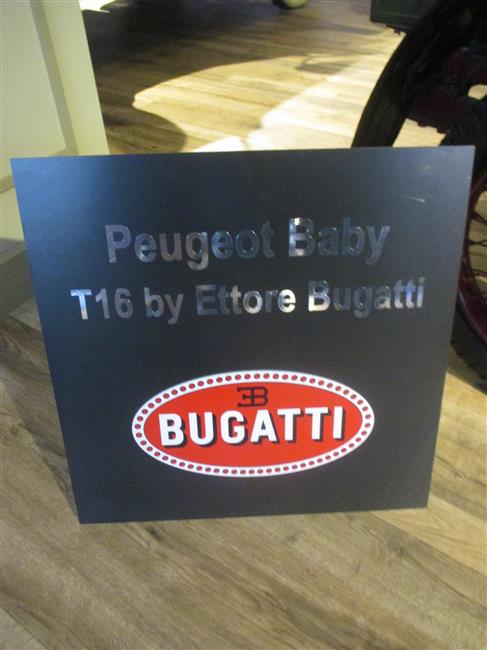 Peugeot Baby
T16 by Ettore Bugatti
EB
BUGATTI